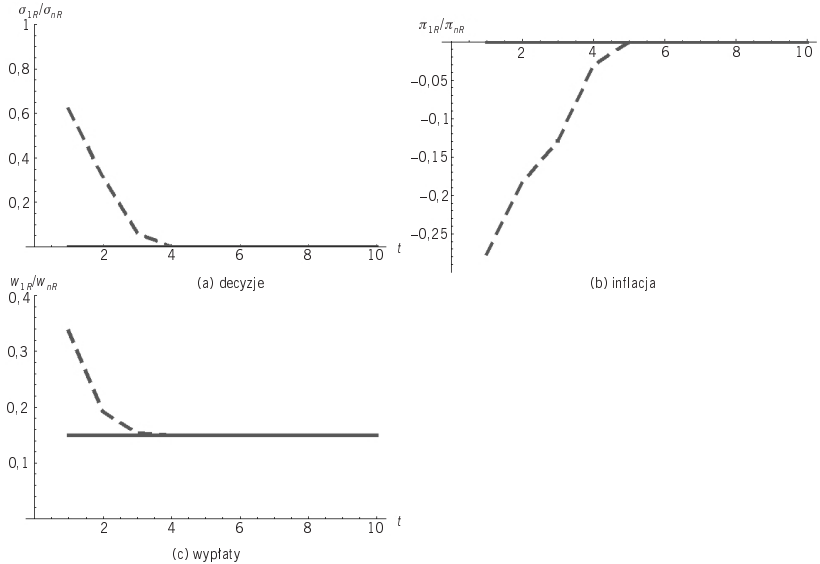 σ1R/σnR
1
0,8
0,6
0,4
0,2
2 4 6 8 10 t
(a) decyzje
π1R/πnR
2 4 6 8 10
−0,05
−0,1
−0,15
−0,2
−0,25
(b) inflacja
w1R/wnR
0,4
0,3
0,2
0,1
2 4 6 8 10 t
(c) wypłaty